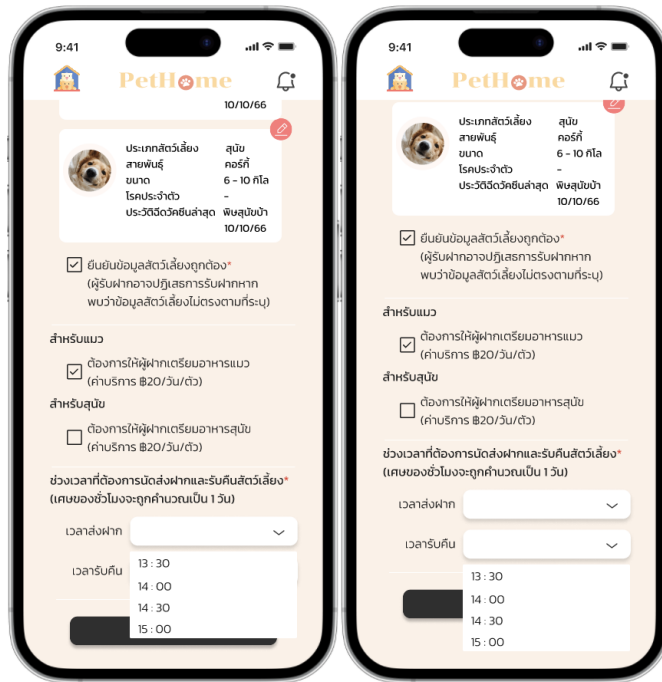 9:41
PetHome
10/10/66
ประเภทสัตว์เลี้ยง สุนัข
สายพันธุ์ คอร์กี้
ขนาด 6 - 10 กิโล
โรคประจำตัว -
ประวัติฉีดวัคซีนล่าสุด พิษสุนัขบ้า
10/10/66
ยืนยันข้อมูลสัตว์เลี้ยงถูกต้อง*
(ผู้รับฝากอาจปฏิเสธการรับฝากหาก
พบว่าข้อมูลสัตว์เลี้ยงไม่ตรงตามที่ระบุ)
สำหรับแมว
ต้องการให้ผู้ฝากเตรียมอาหารแมว
(ค่าบริการ ฿20/วัน/ตัว)
สำหรับสุนัข
ต้องการให้ผู้ฝากเตรียมอาหารสุนัข
(ค่าบริการ ฿20/วัน/ตัว)
ช่วงเวลาที่ต้องการนัดส่งฝากและรับคืนสัตว์เลี้ยง*
(เศษของชั่วโมงจะถูกคำนวณเป็น 1 วัน)
เวลาส่งฝาก
เวลารับคืน
13 : 30
14 : 00
14 : 30
15 : 00
9:41
PetHome
ประเภทสัตว์เลี้ยง สุนัข
สายพันธุ์ คอร์กี้
ขนาด 6 - 10 กิโล
โรคประจำตัว -
ประวัติฉีดวัคซีนล่าสุด พิษสุนัขบ้า
10/10/66
ยืนยันข้อมูลสัตว์เลี้ยงถูกต้อง*
(ผู้รับฝากอาจปฏิเสธการรับฝากหาก
พบว่าข้อมูลสัตว์เลี้ยงไม่ตรงตามที่ระบุ)
สำหรับแมว
ต้องการให้ผู้ฝากเตรียมอาหารแมว
(ค่าบริการ ฿20/วัน/ตัว)
สำหรับสุนัข
ต้องการให้ผู้ฝากเตรียมอาหารสุนัข
(ค่าบริการ ฿20/วัน/ตัว)
ช่วงเวลาที่ต้องการนัดส่งฝากและรับคืนสัตว์เลี้ยง*
(เศษของชั่วโมงจะถูกคำนวณเป็น 1 วัน)
เวลาส่งฝาก
เวลารับคืน
13 : 30
14 : 00
14 : 30
15 : 00